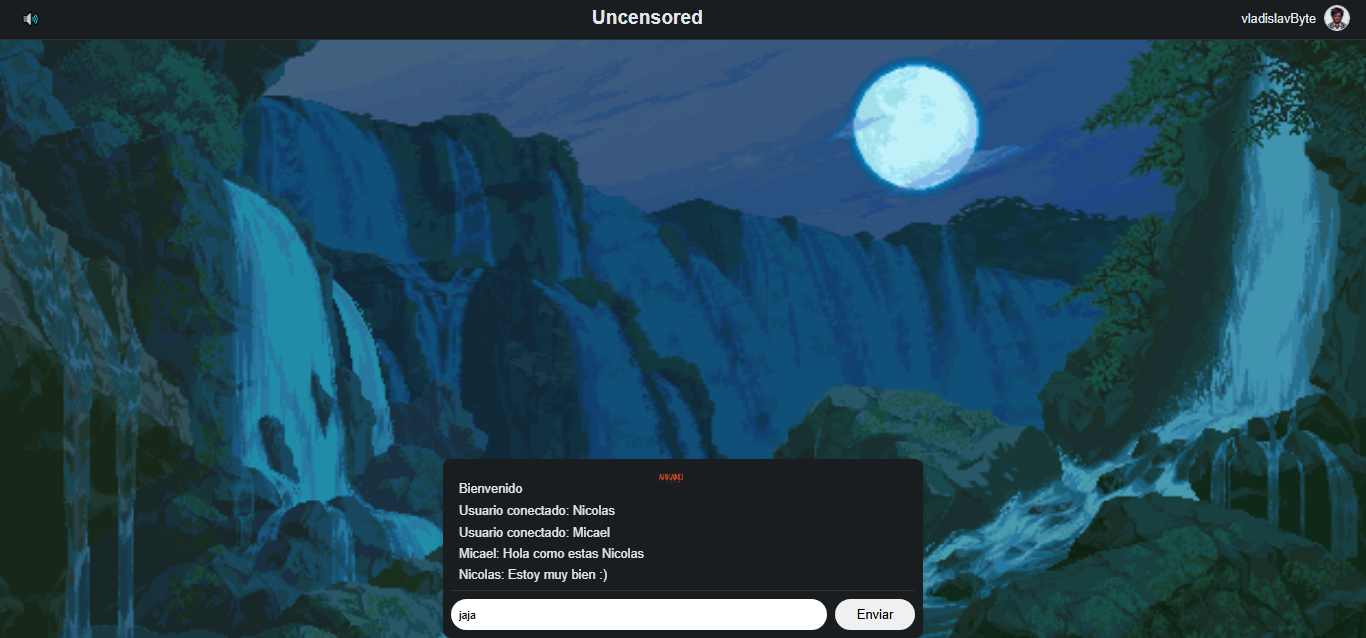 Uncensored
vladislavByte
Bienvenido
Usuario conectado: Nicolas
Usuario conectado: Micael
Micael: Hola como estas Nicolas
Nicolas: Estoy muy bien :)
jaja
Enviar